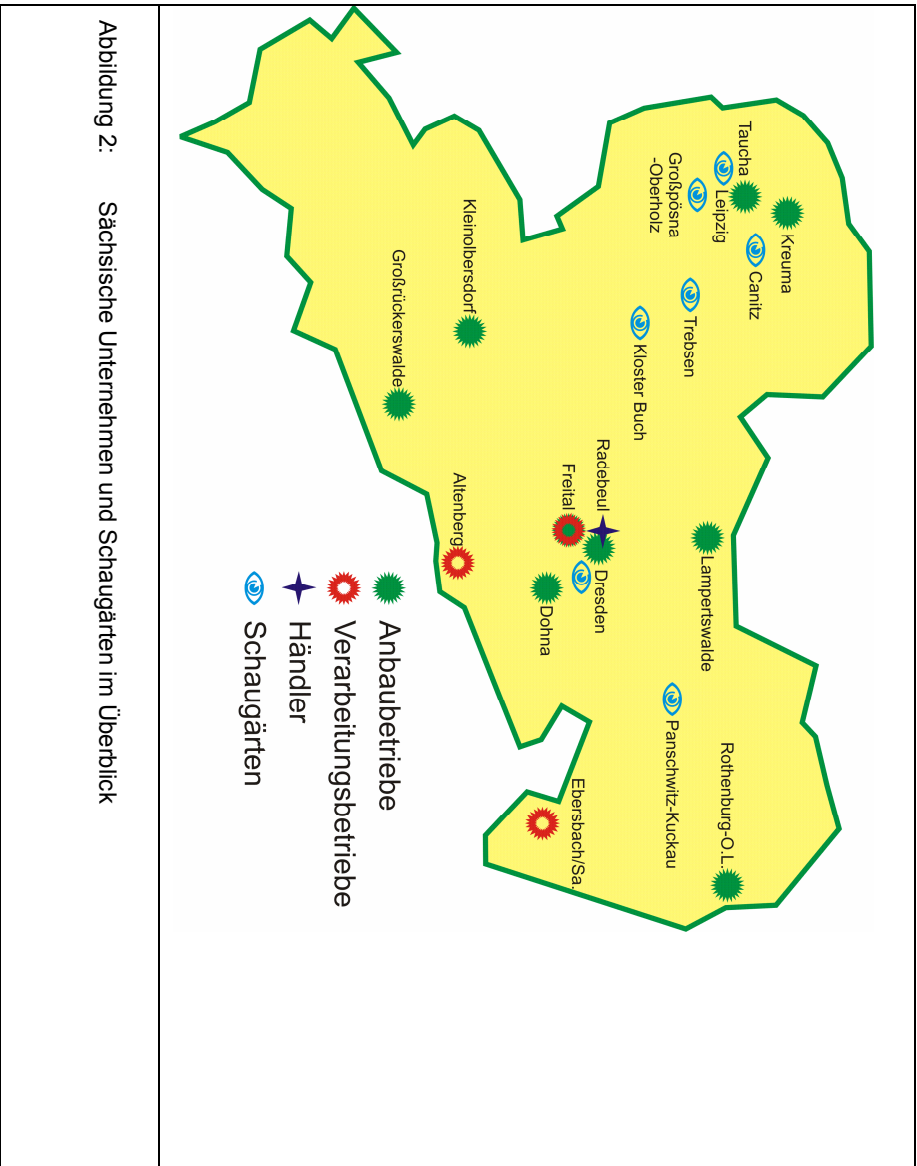 Kreuma
Taucha
Canitz
Leipzig
Großpösna
-Oberholz
Trebsen
Kloster Buch
Lampertswalde
Rothenburg-O.L.
Panschwitz-Kuckau
Radebeul
Dresden
Freital
Dohna
Ebersbach/Sa.
Kleinolbersdorf
Altenberg
Großrückerswalde
Anbaubetriebe
Verarbeitungsbetriebe
Händler
Schaugärten
Abbildung 2: Sächsische Unternehmen und Schaugärten im Überblick